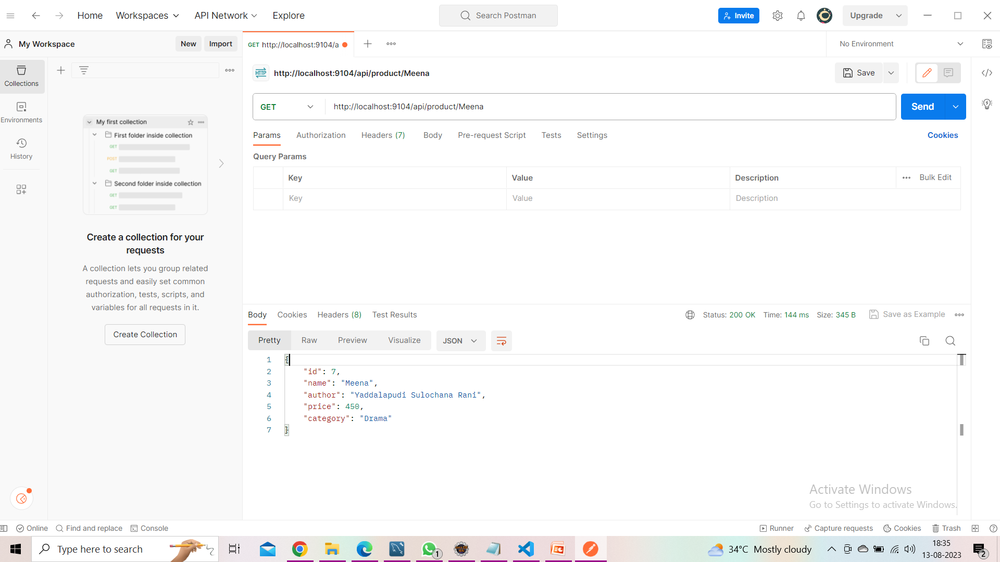 Home Workspaces API Network Explore Search Postman Invite Upgrade
My Workspace New Import GET http://localhost:9104/a No Environment
HTTP http://localhost:9104/api/product/Meena Save
Collections
GET http://localhost:9104/api/product/Meena Send
Environments
My first collection
First folder inside collection
GET
POST
GET
Second folder inside collection
GET
GET
History
Params Authorization Headers (7) Body Pre-request Script Tests Settings Cookies
Query Params
Key Value Description Bulk Edit
Key Value Description
Create a collection for your
requests
A collection lets you group related
requests and easily set common
authorization, tests, scripts, and
variables for all requests in it.
Create Collection
Body Cookies Headers (8) Test Results Status: 200 OK Time: 144 ms Size: 345 B Save as Example
Pretty Raw Preview Visualize JSON
1 {
2 "id": 7,
3 "name": "Meena",
4 "author": "Yaddalapudi Sulochana Rani",
5 "price": 450,
6 "category": "Drama"
7 }
Activate Windows
Go to Settings to activate Windows.
Online Find and replace Console Runner Capture requests Cookies Trash
Type here to search 1 34°C Mostly cloudy 18:35
13-08-2023 2